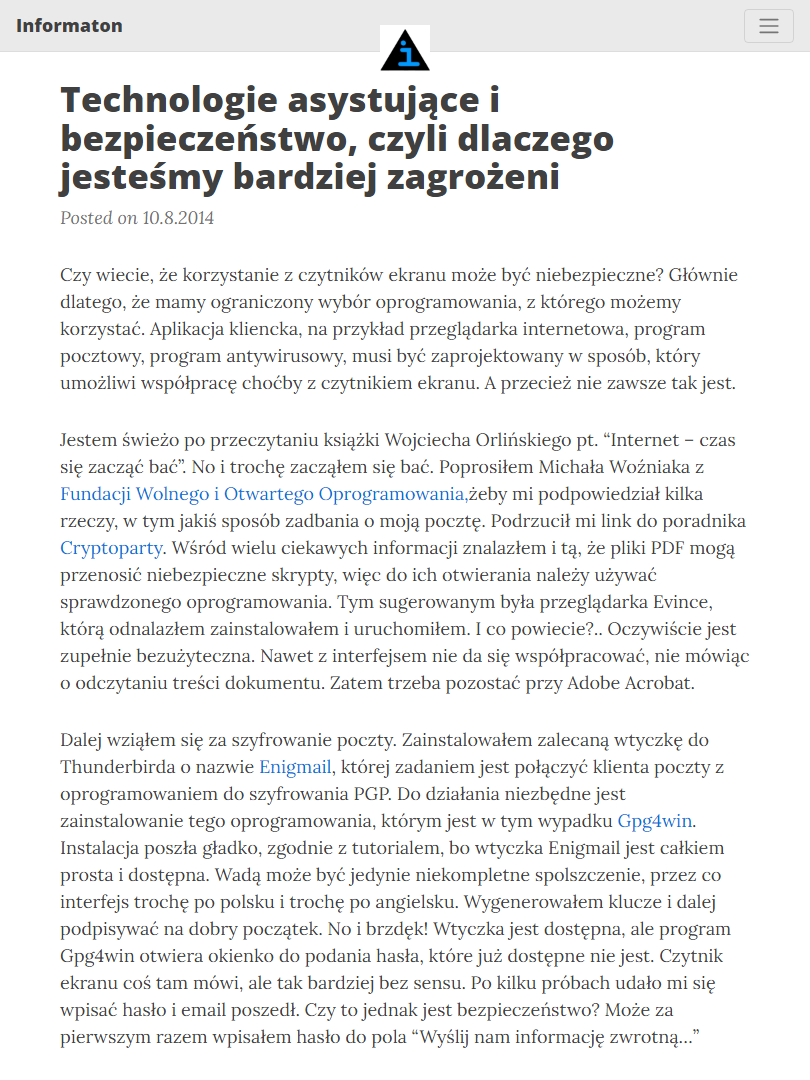 Informaton
i
Technologie asystujące i
bezpieczeństwo, czyli dlaczego
jesteśmy bardziej zagrożeni
Posted on 10.8.2014
Czy wiecie, że korzystanie z czytników ekranu może być niebezpieczne? Głównie
dlatego, że mamy ograniczony wybór oprogramowania, z którego możemy
korzystać. Aplikacja kliencka, na przykład przeglądarka internetowa, program
pocztowy, program antywirusowy, musi być zaprojektowany w sposób, który
umożliwi współpracę choćby z czytnikiem ekranu. A przecież nie zawsze tak jest.
Jestem świeżo po przeczytaniu książki Wojciecha Orlińskiego pt. “Internet – czas
się zacząć bać”. No i trochę zacząłem się bać. Poprosiłem Michała Woźniaka z
Fundacji Wolnego i Otwartego Oprogramowania,żeby mi podpowiedział kilka
rzeczy, w tym jakiś sposób zadbania o moją pocztę. Podrzucił mi link do poradnika
Cryptoparty. Wśród wielu ciekawych informacji znalazłem i tą, że pliki PDF mogą
przenosić niebezpieczne skrypty, więc do ich otwierania należy używać
sprawdzonego oprogramowania. Tym sugerowanym była przeglądarka Evince,
którą odnalazłem zainstalowałem i uruchomiłem. I co powiecie?.. Oczywiście jest
zupełnie bezużyteczna. Nawet z interfejsem nie da się współpracować, nie mówiąc
o odczytaniu treści dokumentu. Zatem trzeba pozostać przy Adobe Acrobat.
Dalej wziąłem się za szyfrowanie poczty. Zainstalowałem zalecaną wtyczkę do
Thunderbirda o nazwie Enigmail, której zadaniem jest połączyć klienta poczty z
oprogramowaniem do szyfrowania PGP. Do działania niezbędne jest
zainstalowanie tego oprogramowania, którym jest w tym wypadku Gpg4win.
Instalacja poszła gładko, zgodnie z tutorialem, bo wtyczka Enigmail jest całkiem
prosta i dostępna. Wadą może być jedynie niekompletne spolszczenie, przez co
interfejs trochę po polsku i trochę po angielsku. Wygenerowałem klucze i dalej
podpisywać na dobry początek. No i brzdęk! Wtyczka jest dostępna, ale program
Gpg4win otwiera okienko do podania hasła, które już dostępne nie jest. Czytnik
ekranu coś tam mówi, ale tak bardziej bez sensu. Po kilku próbach udało mi się
wpisać hasło i email poszedł. Czy to jednak jest bezpieczeństwo? Może za
pierwszym razem wpisałem hasło do pola “Wyślij nam informację zwrotną…”